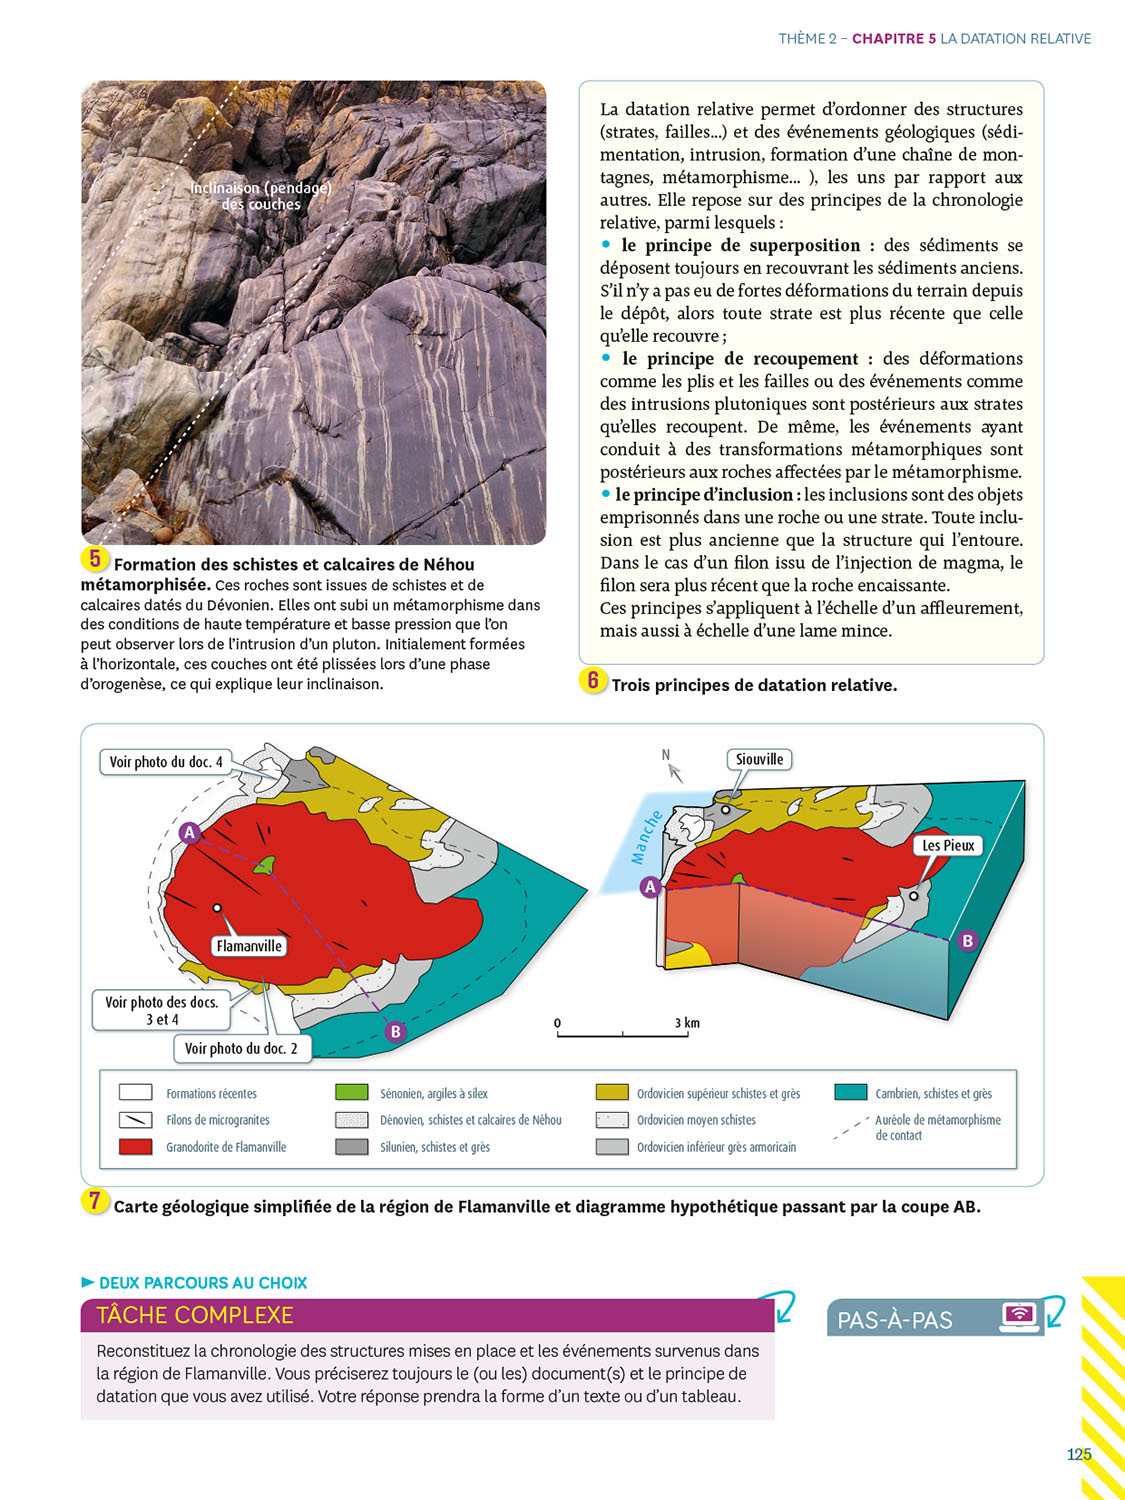 THÈME 2 – CHAPITRE 5 LA DATATION RELATIVE
Inclinaison (pendage)
des couches
5 Formation des schistes et calcaires de Néhou
métamorphisée. Ces roches sont issues de schistes et de
calcaires datés du Dévonien. Elles ont subi un métamorphisme dans
des conditions de haute température et basse pression que l'on
peut observer lors de l'intrusion d'un pluton. Initialement formées
à l'horizontale, ces couches ont été plissées lors d'une phase
d'orogenèse, ce qui explique leur inclinaison.
La datation relative permet d'ordonner des structures
(strates, failles...) et des événements géologiques (sédi-
mentation, intrusion, formation d'une chaîne de mon-
tagnes, métamorphisme... ), les uns par rapport aux
autres. Elle repose sur des principes de la chronologie
relative, parmi lesquels :
• le principe de superposition : des sédiments se
déposent toujours en recouvrant les sédiments anciens.
S'il n'y a pas eu de fortes déformations du terrain depuis
le dépôt, alors toute strate est plus récente que celle
qu'elle recouvre ;
• le principe de recoupement : des déformations
comme les plis et les failles ou des événements comme
des intrusions plutoniques sont postérieurs aux strates
qu'elles recoupent. De même, les événements ayant
conduit à des transformations métamorphiques sont
postérieurs aux roches affectées par le métamorphisme.
• le principe d'inclusion : les inclusions sont des objets
emprisonnés dans une roche ou une strate. Toute inclu-
sion est plus ancienne que la structure qui l'entoure.
Dans le cas d'un filon issu de l'injection de magma, le
filon sera plus récent que la roche encaissante.
Ces principes s'appliquent à l'échelle d'un affleurement,
mais aussi à échelle d'une lame mince.
6 Trois principes de datation relative.
Voir photo du doc. 4
A
Flamanville
Voir photo des docs.
3 et 4
Voir photo du doc. 2
B
N
Siouville
Manche
Les Pieux
A
B
0 3 km
Formations récentes
Filons de microgranites
Granodorite de Flamanville
Sénonien, argiles à silex
Dénovien, schistes et calcaires de Néhou
Silunien, schistes et grès
Ordovicien supérieur schistes et grès
Ordovicien moyen schistes
Ordovicien inférieur grès armoricain
Cambrien, schistes et grès
Auréole de métamorphisme
de contact
7 Carte géologique simplifiée de la région de Flamanville et diagramme hypothétique passant par la coupe AB.
► DEUX PARCOURS AU CHOIX
TÂCHE COMPLEXE
Reconstituez la chronologie des structures mises en place et les événements survenus dans
la région de Flamanville. Vous préciserez toujours le (ou les) document(s) et le principe de
datation que vous avez utilisé. Votre réponse prendra la forme d'un texte ou d'un tableau.
PAS-À-PAS
125